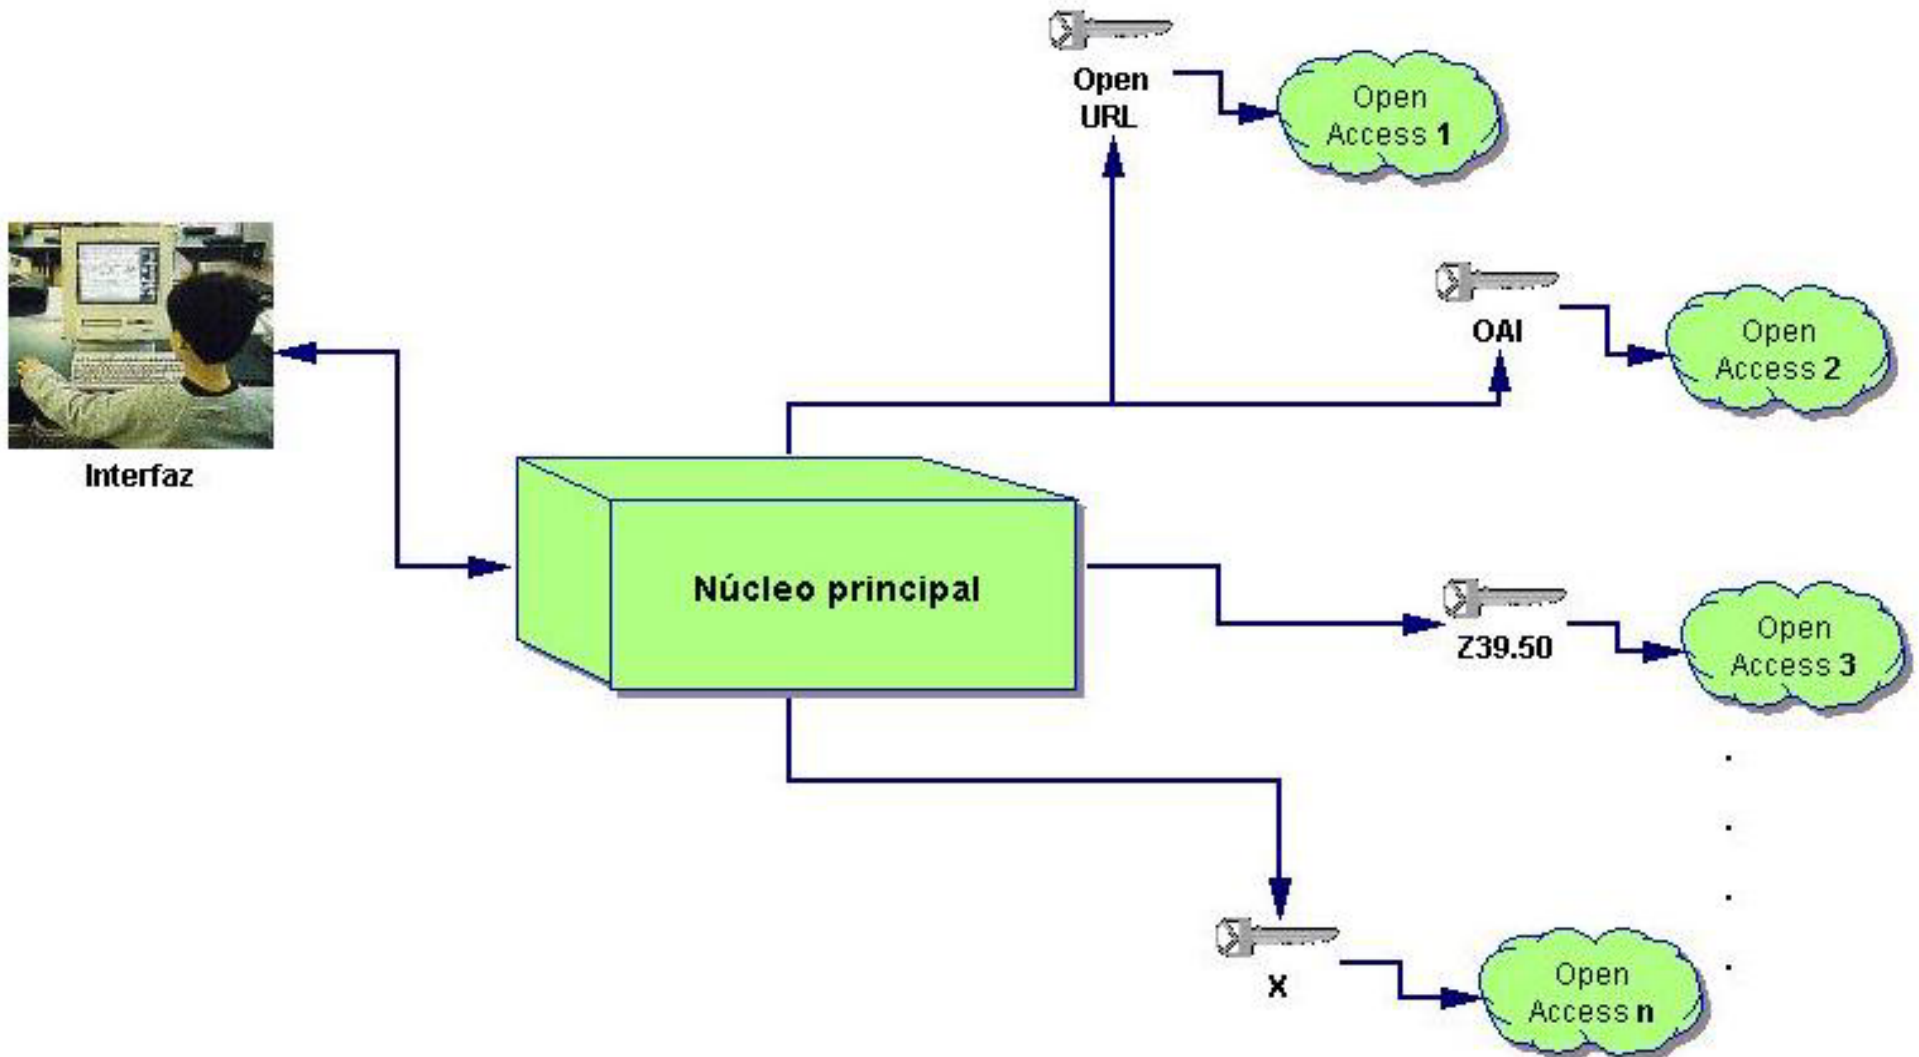 Open
URL
Open
Access 1
OAI
Open
Access 2
Interfaz
Núcleo principal
Z39.50
Open
Access 3
X
Open
Access n